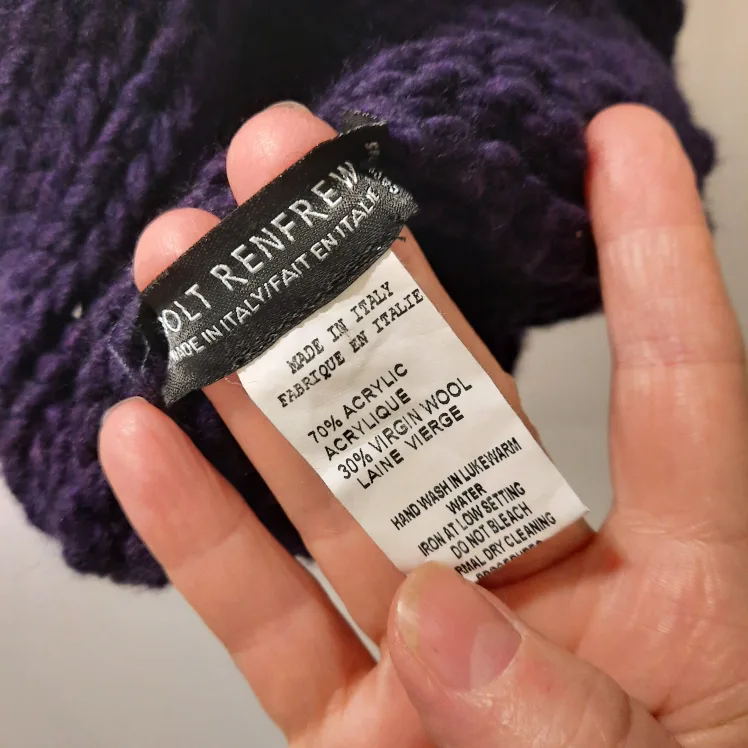 OLT RENFREW
MADE IN ITALY/FAIT EN ITALIE
MADE IN ITALY
FABRIQUE EN ITALIE
70% ACRYLIC
ACRYLIQUE
30% VIRGIN WOOL
LAINE VIERGE
HAND WASH IN LUKEWARM
WATER
IRON AT LOW SETTING
DO NOT BLEACH
RMAL DRY CLEANING